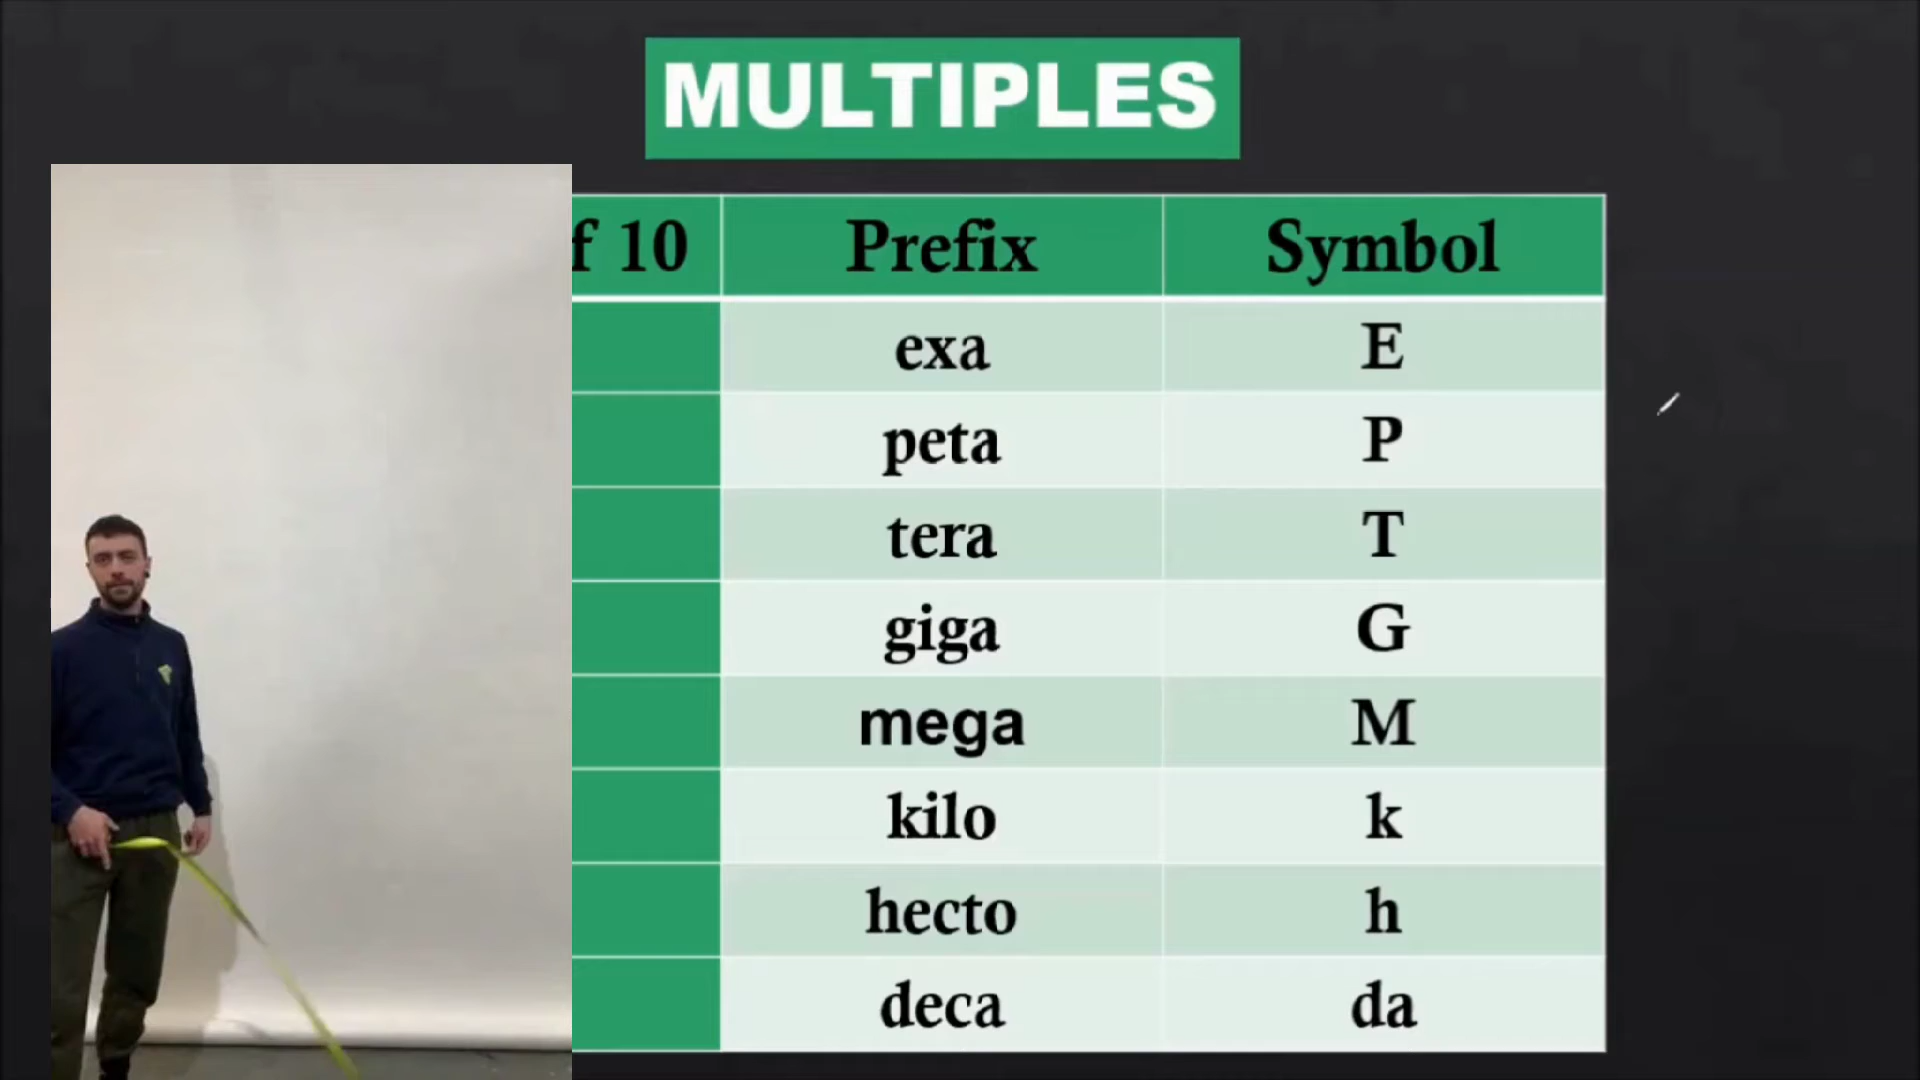 MULTIPLES
f 10 Prefix Symbol
exa E
peta P
tera T
giga G
mega M
kilo k
hecto h
deca da